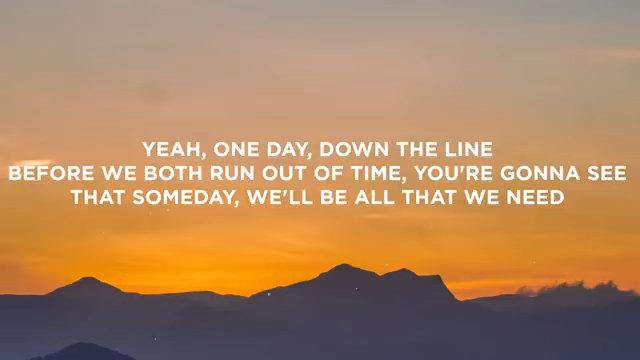 YEAH, ONE DAY, DOWN THE LINE
BEFORE WE BOTH RUN OUT OF TIME, YOU'RE GONNA SEE
THAT SOMEDAY, WE'LL BE ALL THAT WE NEED